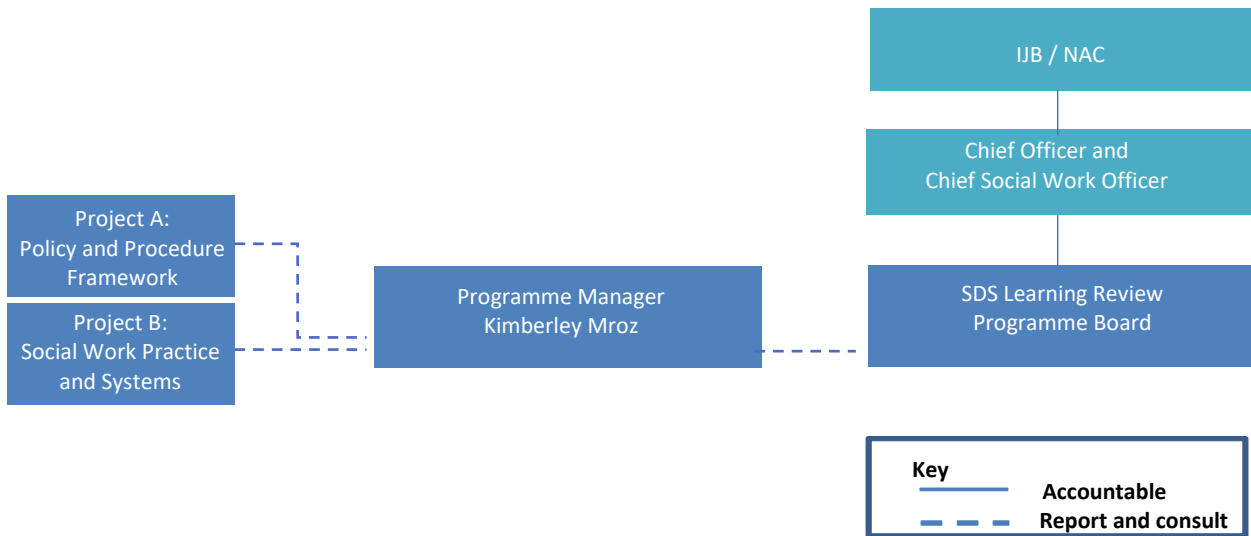 IJB / NAC
Chief Officer and
Chief Social Work Officer
Project A:
Policy and Procedure
Framework
Project B:
Social Work Practice
and Systems
Programme Manager
Kimberley Mroz
SDS Learning Review
Programme Board
Key
Accountable
Report and consult